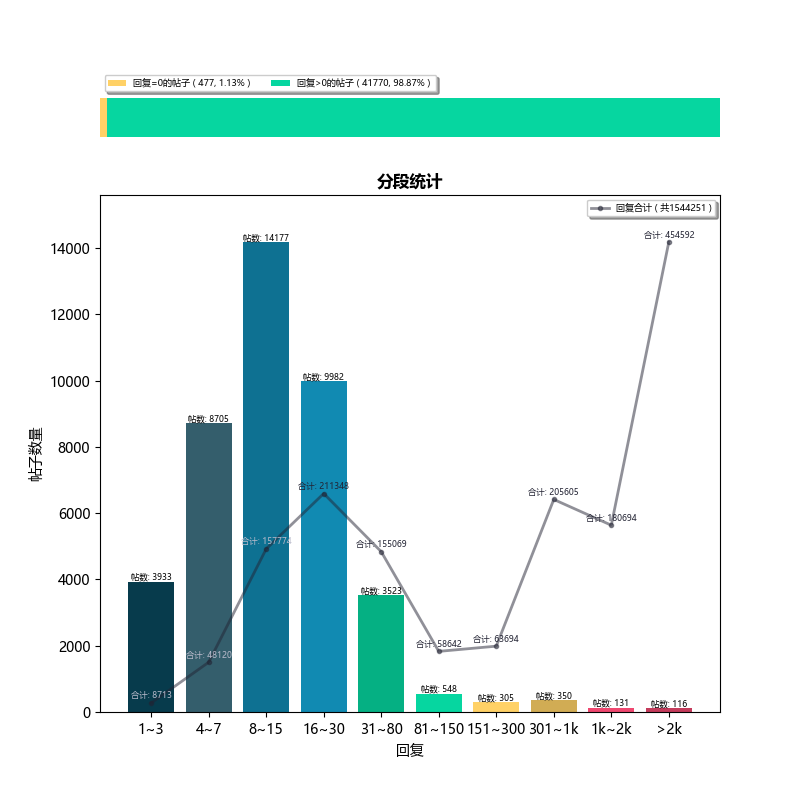 回复=0的帖子 ( 477, 1.13% ) 回复>0的帖子 ( 41770, 98.87% )
分段统计
回复合计 ( 共1544251 )
合计: 454592
帖数: 14177
14000
12000
帖数: 9982
10000
帖数: 8705
8000
合计: 211348
合计: 205605
6000
合计: 180694
合计: 157774
合计: 155069
帖数: 3933
帖数: 3523
4000
合计: 48120
合计: 58642
合计: 63694
2000
合计: 8713
帖数: 548
帖数: 305
帖数: 350
帖数: 131
帖数: 116
0
帖子数量
1~3 4~7 8~15 16~30 31~80 81~150 151~300 301~1k 1k~2k >2k
回复